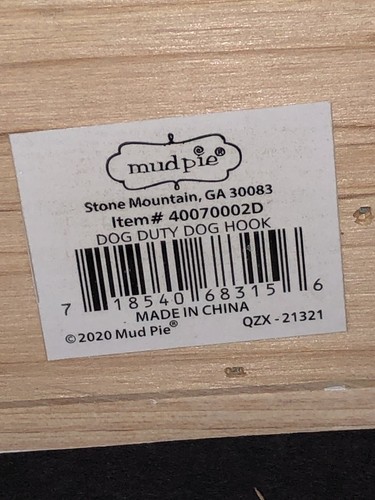 mudpie®
Stone Mountain, GA 30083
Item# 40070002D
DOG DUTY DOG HOOK
7 18540 68315 6
MADE IN CHINA
© 2020 Mud Pie® QZX - 21321